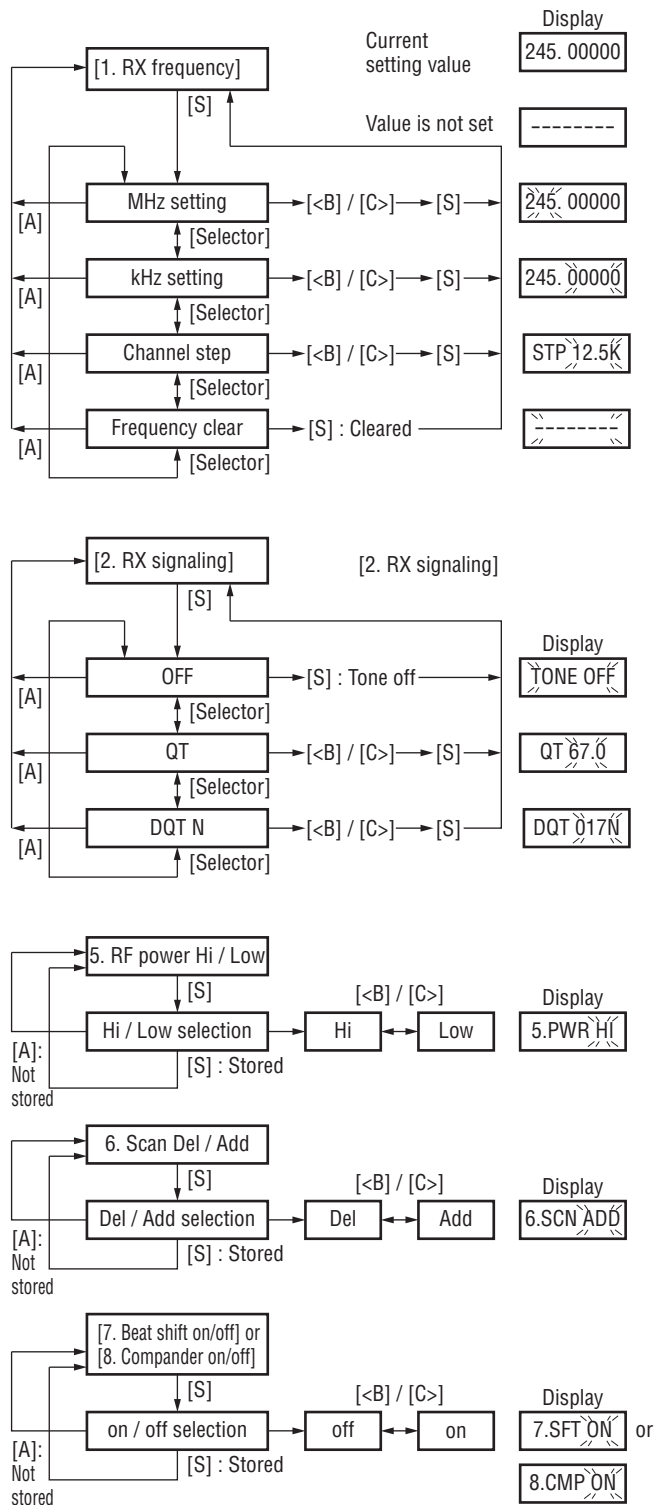 Display
Current
setting value
245. 00000
[1. RX frequency]
[S]
Value is not set
--------
MHz setting
[<B] / [C>]
[S]
245. 00000
[A]
[Selector]
kHz setting
[<B] / [C>]
[S]
245. 00000
[A]
[Selector]
Channel step
[<B] / [C>]
[S]
STP 12.5K
[A]
[Selector]
Frequency clear
[S] : Cleared
--------
[A]
[Selector]
[2. RX signaling]
[2. RX signaling]
[S]
Display
OFF
[S] : Tone off
TONE OFF
[A]
[Selector]
QT
[<B] / [C>]
[S]
QT 67.0
[A]
[Selector]
DQT N
[<B] / [C>]
[S]
DQT 017N
[A]
[Selector]
5. RF power Hi / Low
[S]
[<B] / [C>]
Display
Hi / Low selection
Hi
Low
5.PWR HI
[A]:
Not
stored
[S] : Stored
6. Scan Del / Add
[S]
[<B] / [C>]
Display
Del / Add selection
Del
Add
6.SCN ADD
[A]:
Not
stored
[S] : Stored
[7. Beat shift on/off] or
[8. Compander on/off]
[S]
[<B] / [C>]
Display
on / off selection
off
on
7.SFT ON or
[A]:
Not
stored
[S] : Stored
8.CMP ON